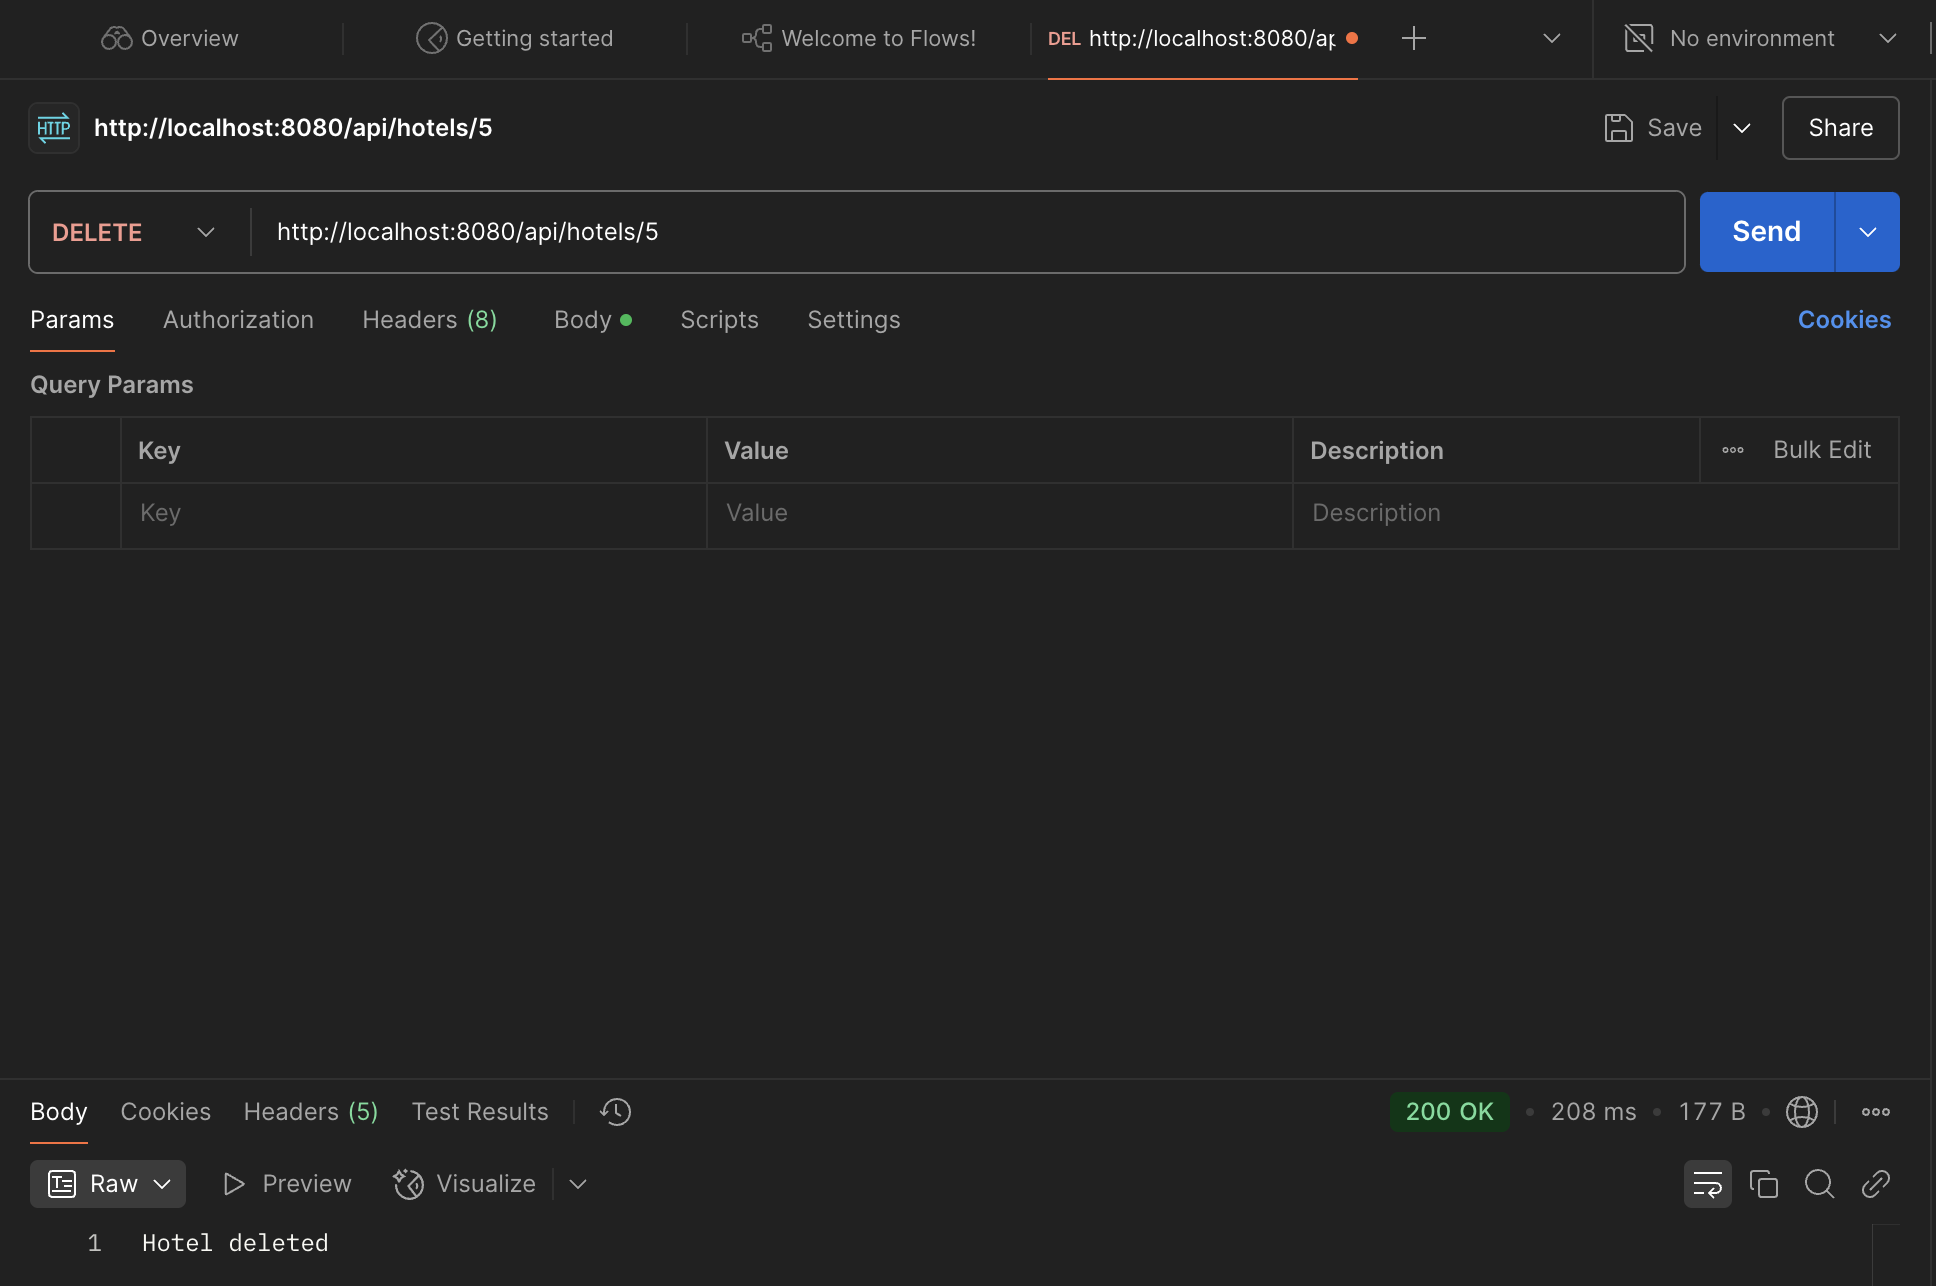 Overview Getting started Welcome to Flows! DEL http://localhost:8080/ap No environment
HTTP http://localhost:8080/api/hotels/5 Save Share
DELETE http://localhost:8080/api/hotels/5 Send
Params Authorization Headers (8) Body Scripts Settings Cookies
Query Params
Key Value Description Bulk Edit
Key Value Description
Body Cookies Headers (5) Test Results 200 OK 208 ms 177 B
Raw Preview Visualize
1 Hotel deleted